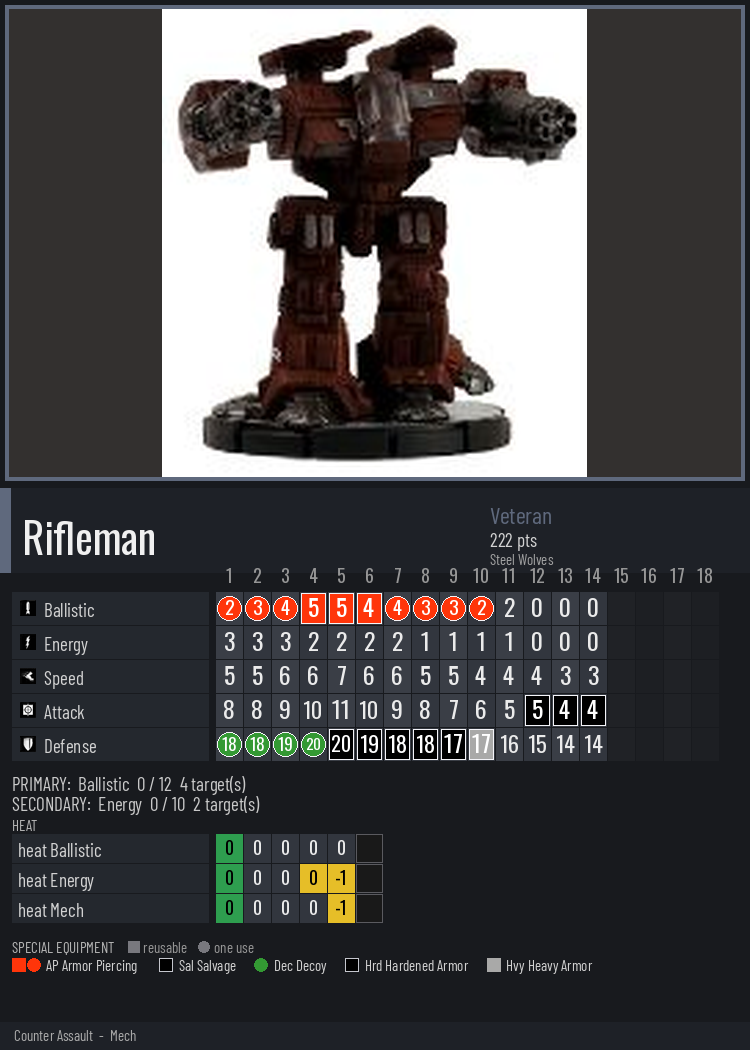 Rifleman
Veteran
222 pts
Steel Wolves
1 2 3 4 5 6 7 8 9 10 11 12 13 14 15 16 17 18
Ballistic 2 3 4 5 5 4 4 3 3 2 2 0 0 0
Energy 3 3 3 2 2 2 2 1 1 1 1 0 0 0
Speed 5 5 6 6 7 6 6 5 5 4 4 4 3 3
Attack 8 8 9 10 11 10 9 8 7 6 5 5 4 4
Defense 18 18 19 20 20 19 18 18 17 17 16 15 14 14
PRIMARY: Ballistic 0 / 12 4 target(s)
SECONDARY: Energy 0 / 10 2 target(s)
HEAT
heat Ballistic 0 0 0 0 0
heat Energy 0 0 0 0 -1
heat Mech 0 0 0 0 -1
SPECIAL EQUIPMENT reusable one use
AP Armor Piercing Sal Salvage Dec Decoy Hrd Hardened Armor Hvy Heavy Armor
Counter Assault - Mech